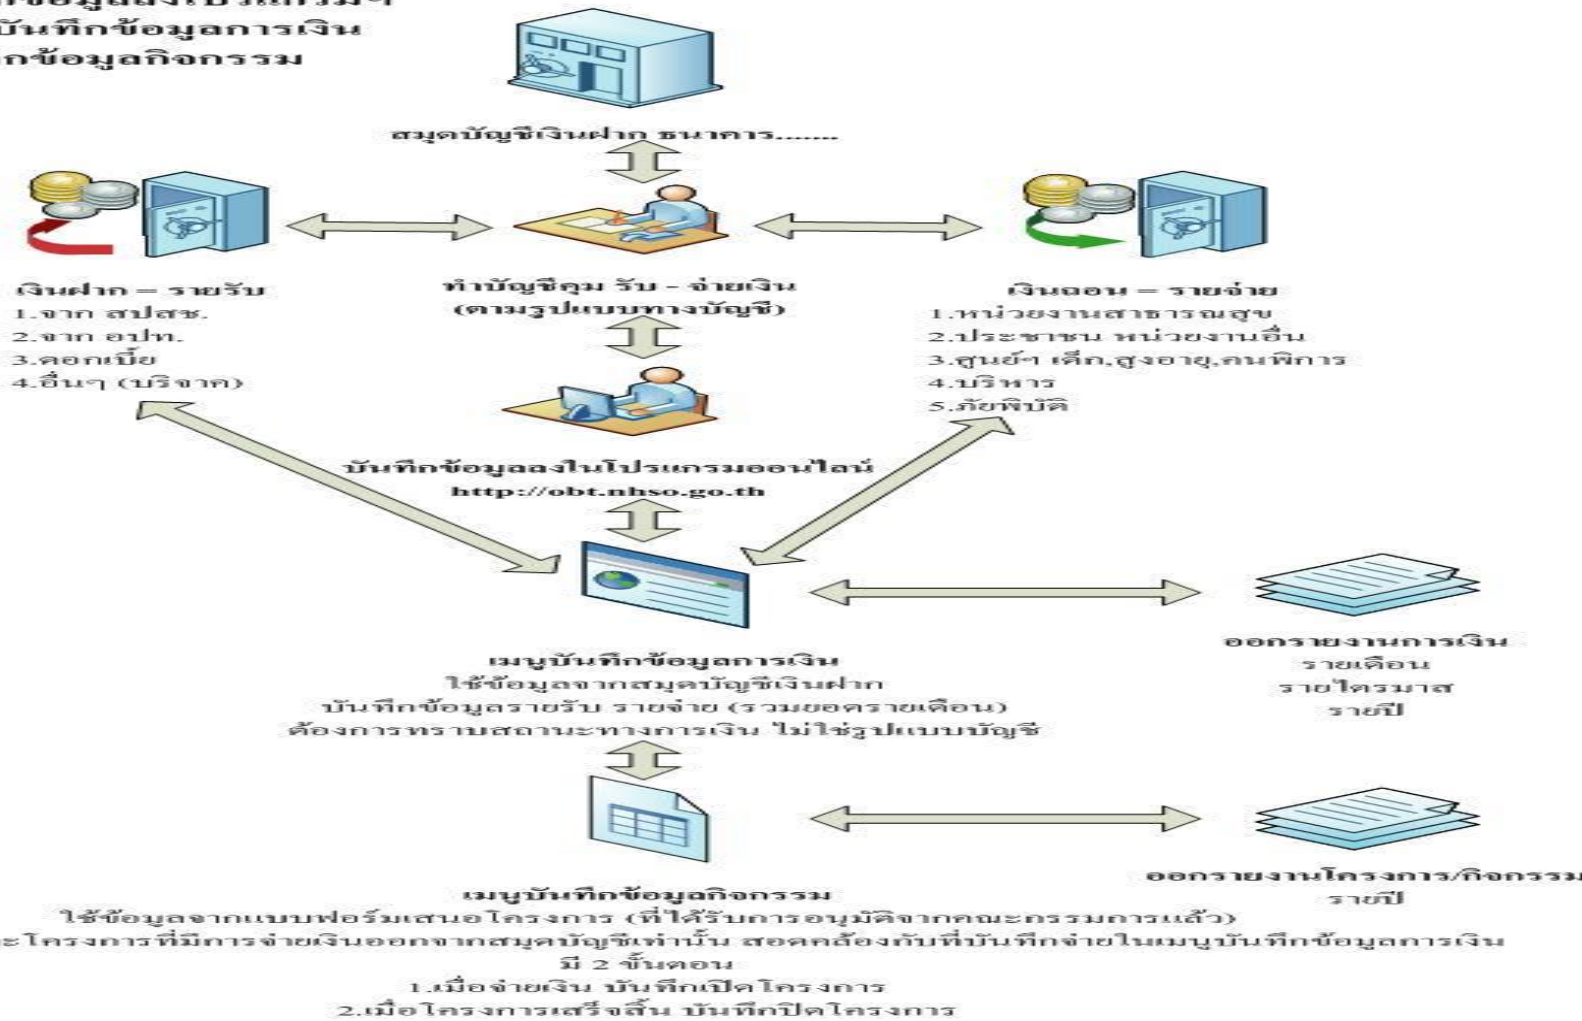 บันทึกข้อมูลการเงิน
ข้อมูลกิจกรรม
สมุดบัญชีเงินฝาก ธนาคาร.......
เงินฝาก = รายรับ
1.จาก สปสช.
2.จาก อปท.
3.ดอกเบี้ย
4.อื่นๆ (บริจาค)
ทำบัญชีคุม รับ - จ่ายเงิน
(ตามรูปแบบทางบัญชี)
เงินถอน = รายจ่าย
1.หน่วยงานสาธารณสุข
2.ประชาชน หน่วยงานอื่น
3.ศูนย์ฯ เด็ก,สูงอายุ,คนพิการ
4.บริหาร
5.ภัยพิบัติ
บันทึกข้อมูลลงในโปรแกรมออนไลน์
http://obt.nhso.go.th
เมนูบันทึกข้อมูลการเงิน
ใช้ข้อมูลจากสมุดบัญชีเงินฝาก
บันทึกข้อมูลรายรับ รายจ่าย (รวมยอดรายเดือน)
ต้องการทราบสถานะทางการเงิน ไม่ใช่รูปแบบบัญชี
ออกรายงานการเงิน
รายเดือน
รายไตรมาส
รายปี
เมนูบันทึกข้อมูลกิจกรรม
ใช้ข้อมูลจากแบบฟอร์มเสนอโครงการ (ที่ได้รับการอนุมัติจากคณะกรรมการแล้ว)
โครงการที่มีการจ่ายเงินออกจากสมุดบัญชีเท่านั้น สอดคล้องกับที่บันทึกจ่ายในเมนูบันทึกข้อมูลการเงิน
มี 2 ขั้นตอน
1.เมื่อจ่ายเงิน บันทึกเปิดโครงการ
2.เมื่อโครงการเสร็จสิ้น บันทึกปิดโครงการ
ออกรายงานโครงการ/กิจกรรม
รายปี